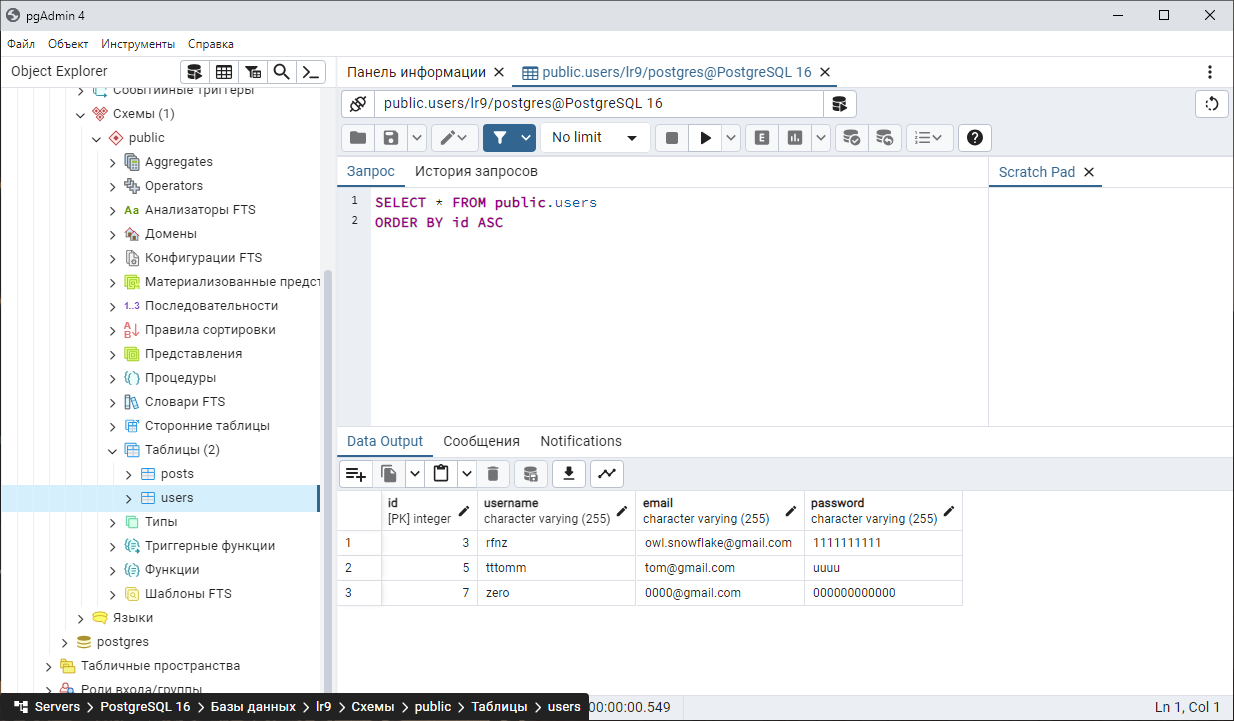 pgAdmin 4
Файл Объект Инструменты Справка
Object Explorer
Событийные триггеры
Схемы (1)
public
Aggregates
Operators
Aa Анализаторы FTS
Домены
Конфигурации FTS
Материализованные предст
1..3 Последовательности
Правила сортировки
Представления
Процедуры
Словари FTS
Сторонние таблицы
Таблицы (2)
posts
users
Типы
Триггерные функции
Функции
Шаблоны FTS
Языки
postgres
Табличные пространства
Роли входа/группы
Панель информации public.users/lr9/postgres@PostgreSQL 16
public.users/lr9/postgres@PostgreSQL 16
No limit E
Запрос История запросов
Scratch Pad
1 SELECT * FROM public.users
2 ORDER BY id ASC
Data Output Сообщения Notifications
id username email password
[PK] integer character varying (255) character varying (255) character varying (255)
1 3 rfnz owl.snowflake@gmail.com 1111111111
2 5 tttomm tom@gmail.com uuuu
3 7 zero 0000@gmail.com 000000000000
Servers PostgreSQL 16 Базы данных lr9 Схемы public Таблицы users
00:00:00.549 Ln 1, Col 1